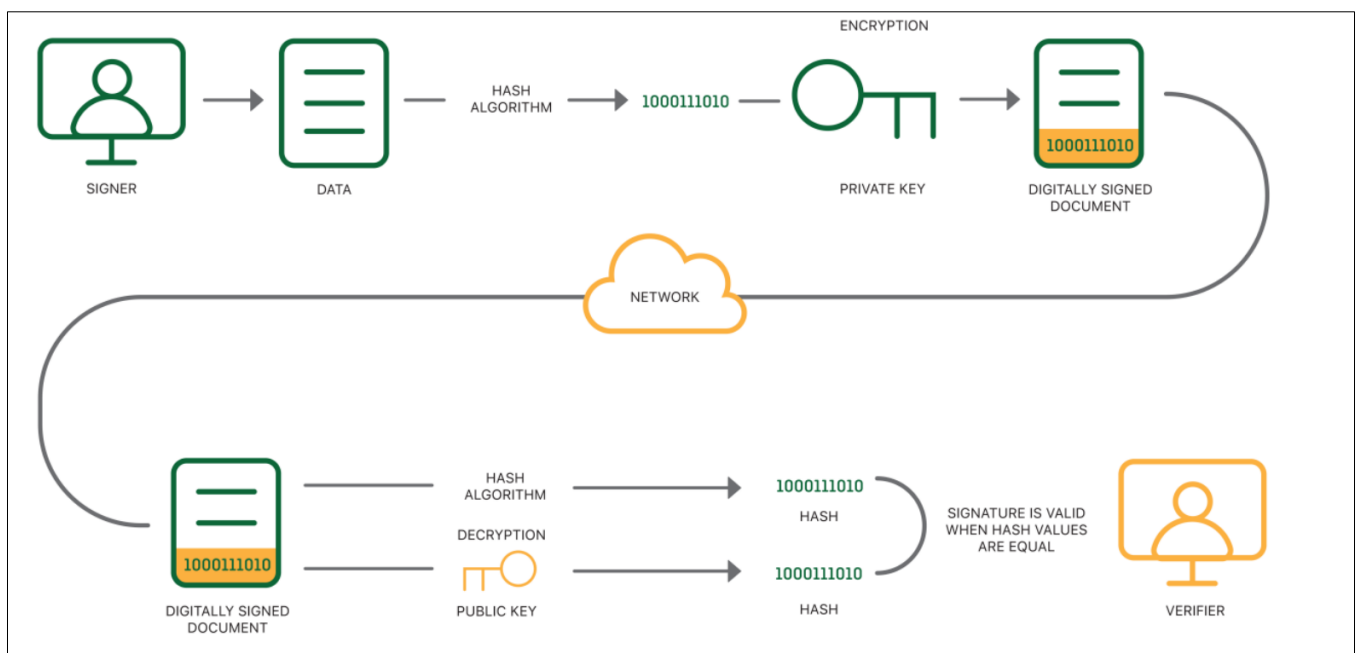 ENCRYPTION
HASH
ALGORITHM
1000111010
1000111010
SIGNER
DATA
PRIVATE KEY
DIGITALLY SIGNED
DOCUMENT
NETWORK
HASH
ALGORITHM
1000111010
HASH
SIGNATURE IS VALID
WHEN HASH VALUES
ARE EQUAL
DECRYPTION
1000111010
1000111010
PUBLIC KEY
HASH
DIGITALLY SIGNED
DOCUMENT
VERIFIER